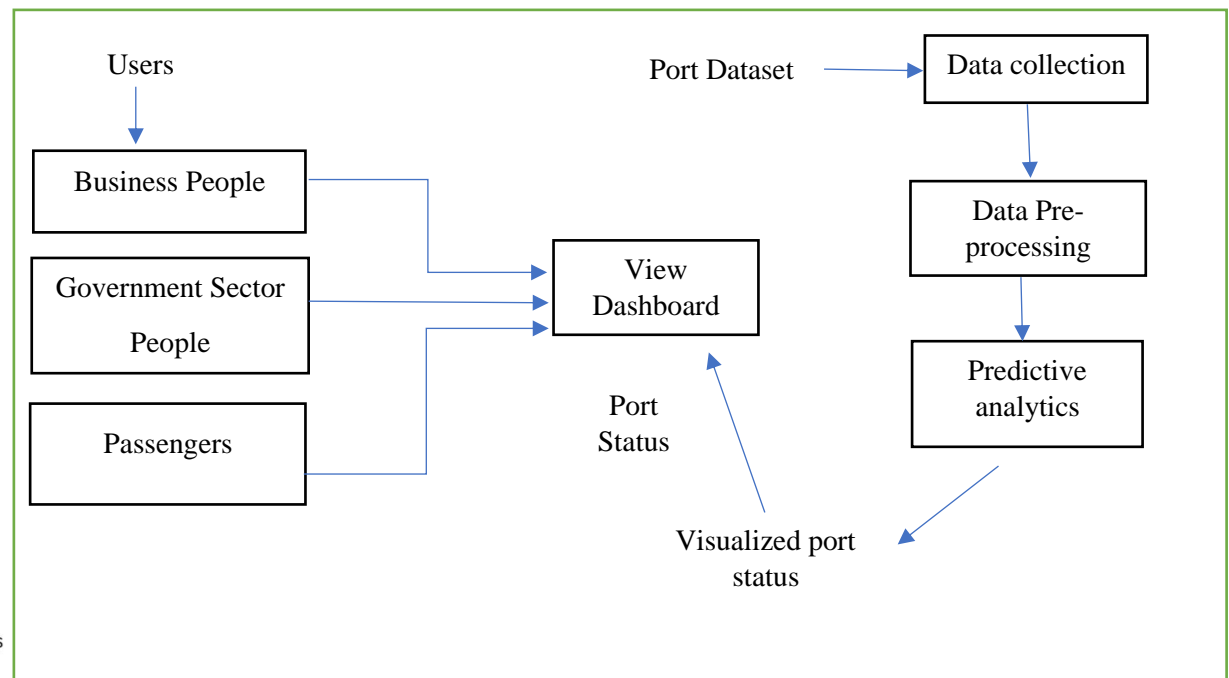 Users
Business People
Government Sector
People
Passengers
View
Dashboard
Port
Status
Port Dataset
Data collection
Data Pre-
processing
Predictive
analytics
Visualized port
status
s